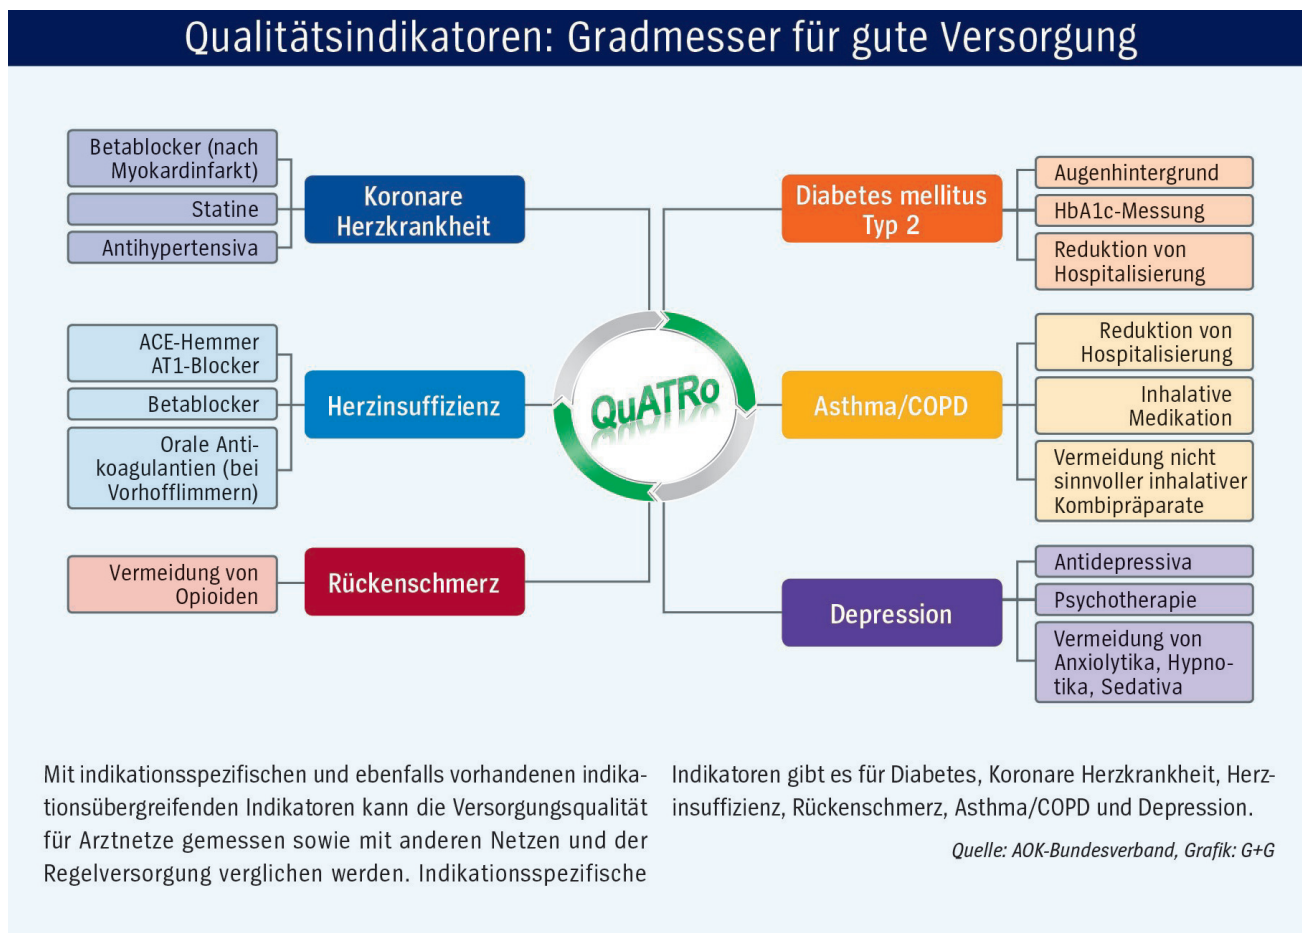 Qualitätsindikatoren: Gradmesser für gute Versorgung
Betablocker (nach
Myokardinfarkt)
Statine
Antihypertensiva
Koronare
Herzkrankheit
ACE-Hemmer
AT1-Blocker
Betablocker
Orale Anti-
koagulantien (bei
Vorhofflimmern)
Herzinsuffizienz
Vermeidung von
Opioiden
Rückenschmerz
QuATRo
Diabetes mellitus
Typ 2
Augenhintergrund
HbA1c-Messung
Reduktion von
Hospitalisierung
Asthma/COPD
Reduktion von
Hospitalisierung
Inhalative
Medikation
Vermeidung nicht
sinnvoller inhalativer
Kombipräparate
Depression
Antidepressiva
Psychotherapie
Vermeidung von
Anxiolytika, Hypno-
tika, Sedativa
Mit indikationsspezifischen und ebenfalls vorhandenen indika-
tionsübergreifenden Indikatoren kann die Versorgungsqualität
für Arztnetze gemessen sowie mit anderen Netzen und der
Regelversorgung verglichen werden. Indikationsspezifische
Indikatoren gibt es für Diabetes, Koronare Herzkrankheit, Herz-
insuffizienz, Rückenschmerz, Asthma/COPD und Depression.
Quelle: AOK-Bundesverband, Grafik: G+G